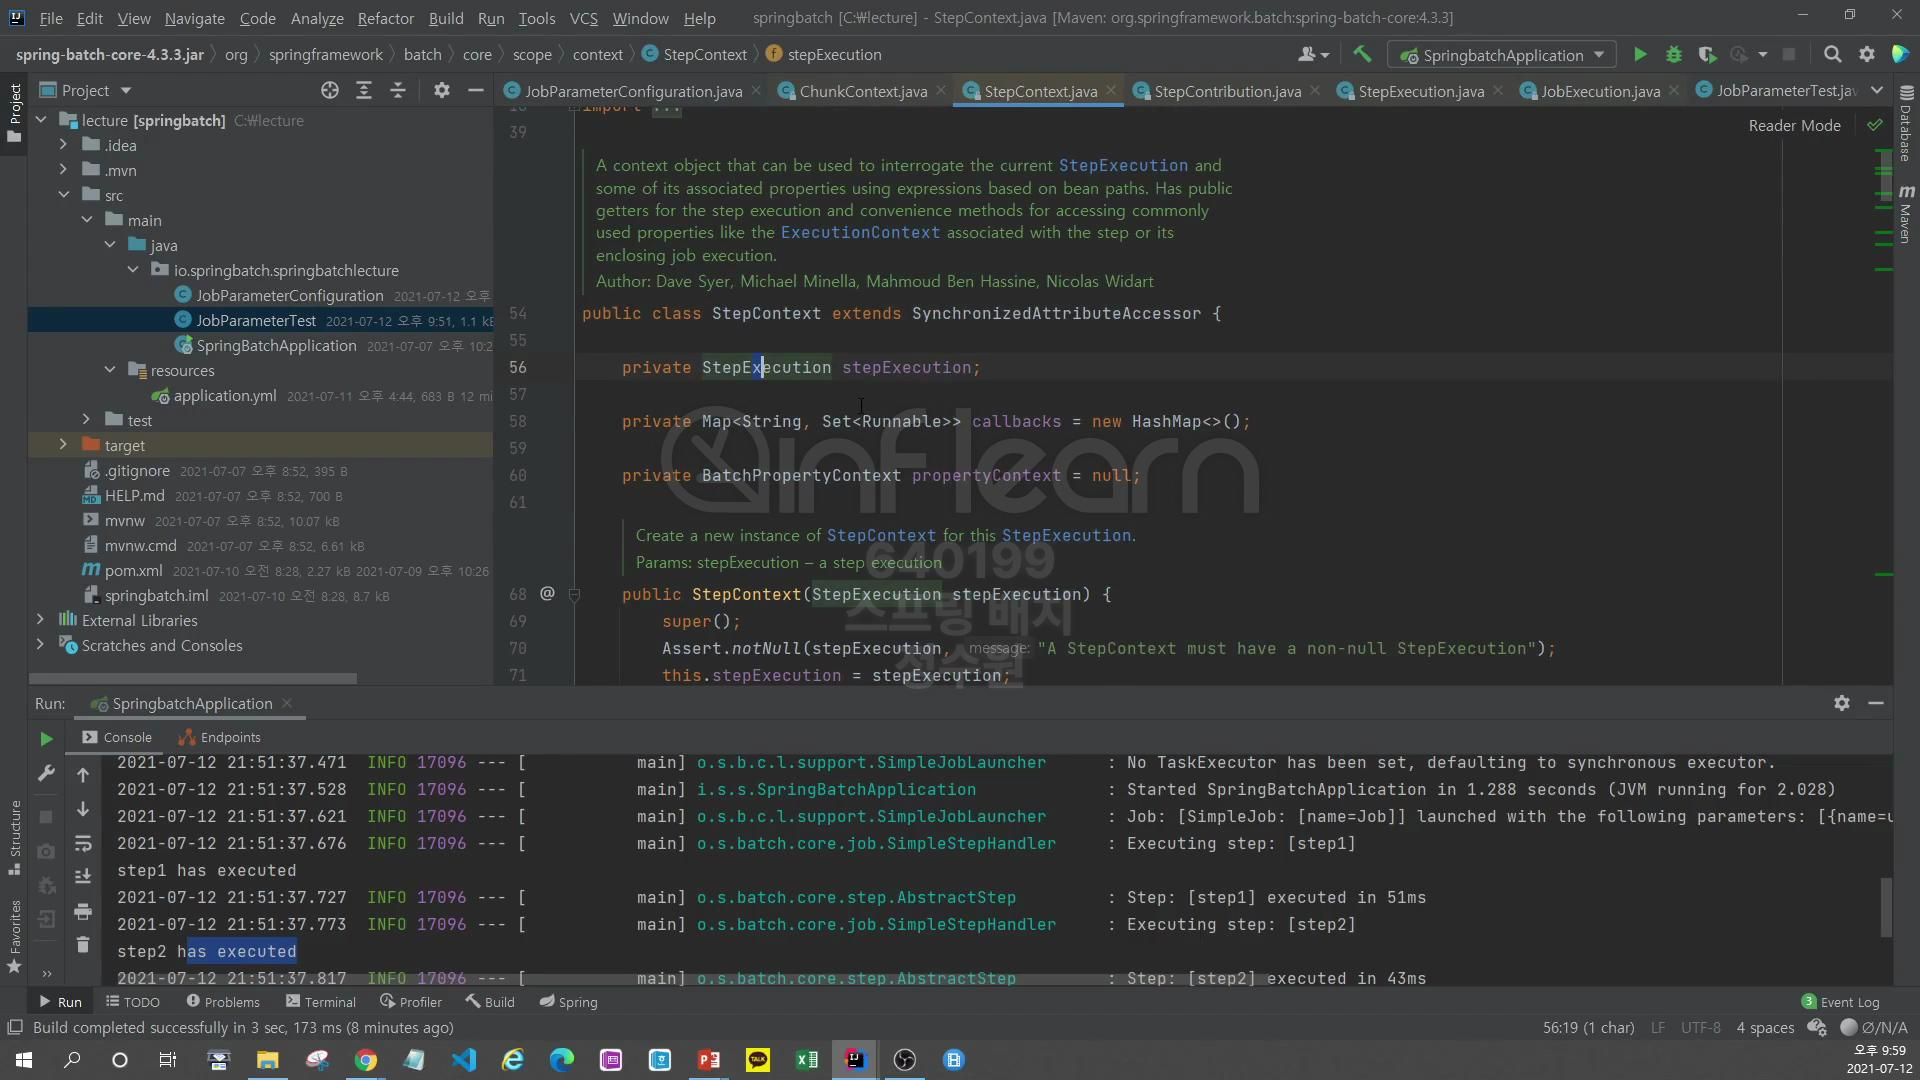 File Edit View Navigate Code Analyze Refactor Build Run Tools VCS Window Help springbatch [C:\lecture] - StepContext.java [Maven: org.springframework.batch:spring-batch-core:4.3.3]
spring-batch-core-4.3.3.jar org springframework batch core scope context StepContext stepExecution SpringbatchApplication
Project
JobParameterConfiguration.java ChunkContext.java StepContext.java StepContribution.java StepExecution.java JobExecution.java JobParameterTest.jav
Project
Database
Maven
Structure
Favorites
lecture [springbatch] C:\lecture
.idea
.mvn
src
main
java
io.springbatch.springbatchlecture
JobParameterConfiguration 2021-07-12 오후
JobParameterTest 2021-07-12 오후 9:51, 1.1 kB
SpringBatchApplication 2021-07-07 오후 10:2
resources
application.yml 2021-07-11 오후 4:44, 683 B 12 mi
test
target
.gitignore 2021-07-07 오후 8:52, 395 B
HELP.md 2021-07-07 오후 8:52, 700 B
mvnw 2021-07-07 오후 8:52, 10.07 kB
mvnw.cmd 2021-07-07 오후 8:52, 6.61 kB
pom.xml 2021-07-10 오전 8:28, 2.27 kB 2021-07-09 오후 10:26
springbatch.iml 2021-07-10 오전 8:28, 8.7 kB
External Libraries
Scratches and Consoles
import ...
39
Reader Mode
A context object that can be used to interrogate the current StepExecution and
some of its associated properties using expressions based on bean paths. Has public
getters for the step execution and convenience methods for accessing commonly
used properties like the ExecutionContext associated with the step or its
enclosing job execution.
Author: Dave Syer, Michael Minella, Mahmoud Ben Hassine, Nicolas Widart
54 public class StepContext extends SynchronizedAttributeAccessor {
55
56 private StepExecution stepExecution;
57
58 private Map<String, Set<Runnable>> callbacks = new HashMap<>();
59
60 private BatchPropertyContext propertyContext = null;
61
Create a new instance of StepContext for this StepExecution.
Params: stepExecution – a step execution
68 @ public StepContext(StepExecution stepExecution) {
69 super();
70 Assert.notNull(stepExecution, message: "A StepContext must have a non-null StepExecution");
71 this.stepExecution = stepExecution;
inflearn
640199
스프링 배치
정수원
Run: SpringbatchApplication
Console Endpoints
2021-07-12 21:51:37.471 INFO 17096 --- [ main] o.s.b.c.l.support.SimpleJobLauncher : No TaskExecutor has been set, defaulting to synchronous executor.
2021-07-12 21:51:37.528 INFO 17096 --- [ main] i.s.s.SpringBatchApplication : Started SpringBatchApplication in 1.288 seconds (JVM running for 2.028)
2021-07-12 21:51:37.621 INFO 17096 --- [ main] o.s.b.c.l.support.SimpleJobLauncher : Job: [SimpleJob: [name=Job]] launched with the following parameters: [{name=u
2021-07-12 21:51:37.676 INFO 17096 --- [ main] o.s.batch.core.job.SimpleStepHandler : Executing step: [step1]
step1 has executed
2021-07-12 21:51:37.727 INFO 17096 --- [ main] o.s.batch.core.step.AbstractStep : Step: [step1] executed in 51ms
2021-07-12 21:51:37.773 INFO 17096 --- [ main] o.s.batch.core.job.SimpleStepHandler : Executing step: [step2]
step2 has executed
2021-07-12 21:51:37.817 INFO 17096 --- [ main] o.s.batch.core.step.AbstractStep : Step: [step2] executed in 43ms
Run TODO Problems Terminal Profiler Build Spring 3 Event Log
Build completed successfully in 3 sec, 173 ms (8 minutes ago) 56:19 (1 char) LF UTF-8 4 spaces Ø/N/A
오후 9:59
2021-07-12